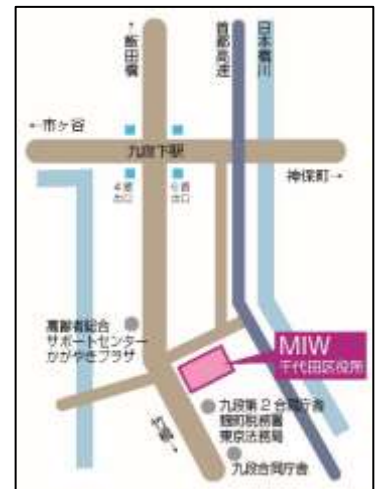 ↑飯田橋
首都高速
日本橋川
←市ヶ谷
九段下駅
神保町→
4番
出口
6番
出口
高齢者総合
サポートセンター
かがやきプラザ
MIW
千代田区役所
九段第2合同庁舎
麹町税務署
東京法務局
九段合同庁舎